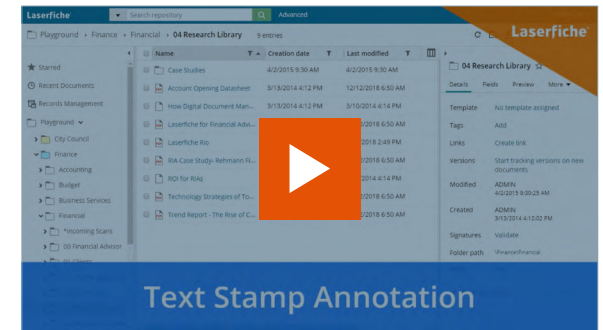 Laserfiche
Search repository
Advanced
Laserfiche
Playground › Finance › Financial › 04 Research Library 9 entries
Starred
Recent Documents
Records Management
Playground
City Council
Finance
Accounting
Budget
Business Services
Financial
*Incoming Scans
00 Financial Advisor
Name Creation date Last modified
Case Studies 4/2/2015 9:30 AM 4/2/2015 9:30 AM
Account Opening Datasheet 3/13/2014 4:12 PM 12/12/2018 6:50 AM
How Digital Document Man... 3/13/2014 4:12 PM 3/10/2014 4:14 PM
Laserfiche for Financial Advi... 2018 6:50 AM
Laserfiche Rio 2018 2:49 PM
RIA Case Study- Rehmann Fi... 2018 6:50 AM
ROI for RIAs 2014 4:14 PM
Technology Strategies of To... 2018 6:50 AM
Trend Report - The Rise of C... 2018 6:50 AM
04 Research Library
Details Fields Preview More
Template No template assigned
Tags Add
Links Create link
Versions Start tracking versions on new
documents
Modified ADMIN
4/2/2015 9:30:25 AM
Created ADMIN
3/13/2014 4:12:02 PM
Signatures Validate
Folder path \Finance\Financial
Text Stamp Annotation